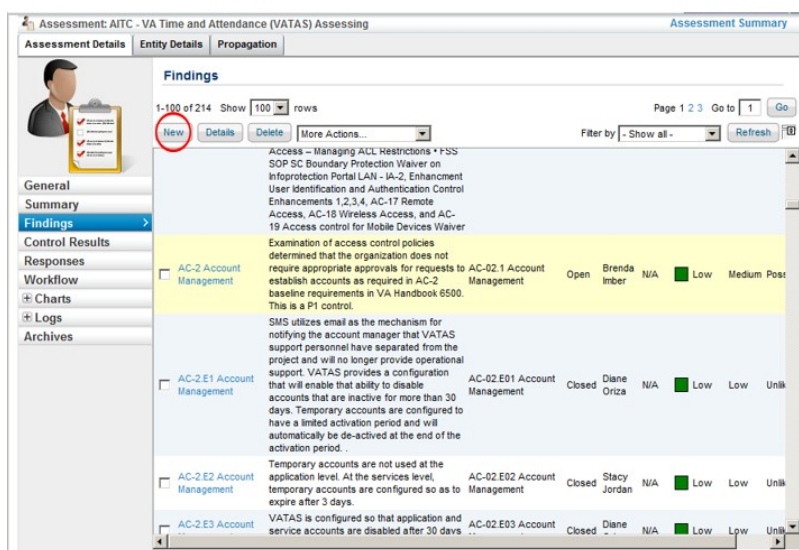 Assessment: AITC - VA Time and Attendance (VATAS) Assessing
Assessment Summary
Assessment Details
Entity Details
Propagation
Findings
1-100 of 214 Show 100 rows
Page 1 2 3 Go to 1 Go
New
Details
Delete
More Actions...
Filter by - Show all -
Refresh
General
Summary
Findings
Control Results
Responses
Workflow
Charts
Logs
Archives
Access – Managing ACL Restrictions • FSS
SOP SC Boundary Protection Waiver on
Infoprotection Portal LAN - IA-2, Enhancment
User Identification and Authentication Control
Enhancements 1,2,3,4, AC-17 Remote
Access, AC-18 Wireless Access, and AC-
19 Access control for Mobile Devices Waiver
AC-2 Account
Management
Examination of access control policies
determined that the organization does not
require appropriate approvals for requests to
establish accounts as required in AC-2
baseline requirements in VA Handbook 6500.
This is a P1 control.
AC-02.1 Account
Management
Open
Brenda
Imber
N/A
Low
Medium
Poss
AC-2.E1 Account
Management
SMS utilizes email as the mechanism for
notifying the account manager that VATAS
support personnel have separated from the
project and will no longer provide operational
support. VATAS provides a configuration
that will enable that ability to disable
accounts that are inactive for more than 30
days. Temporary accounts are configured to
have a limited activation period and will
automatically be de-actived at the end of the
activation period. .
AC-02.E01 Account
Management
Closed
Diane
Oriza
N/A
Low
Low
Unlik
AC-2.E2 Account
Management
Temporary accounts are not used at the
application level. At the services level,
temporary accounts are configured so as to
expire after 3 days.
AC-02.E02 Account
Management
Closed
Stacy
Jordan
N/A
Low
Low
Unlik
AC-2.E3 Account
VATAS is configured so that application and
service accounts are disabled after 30 days
AC-02.E03 Account
Closed
Diane
N/A
Low
Low
Unlik